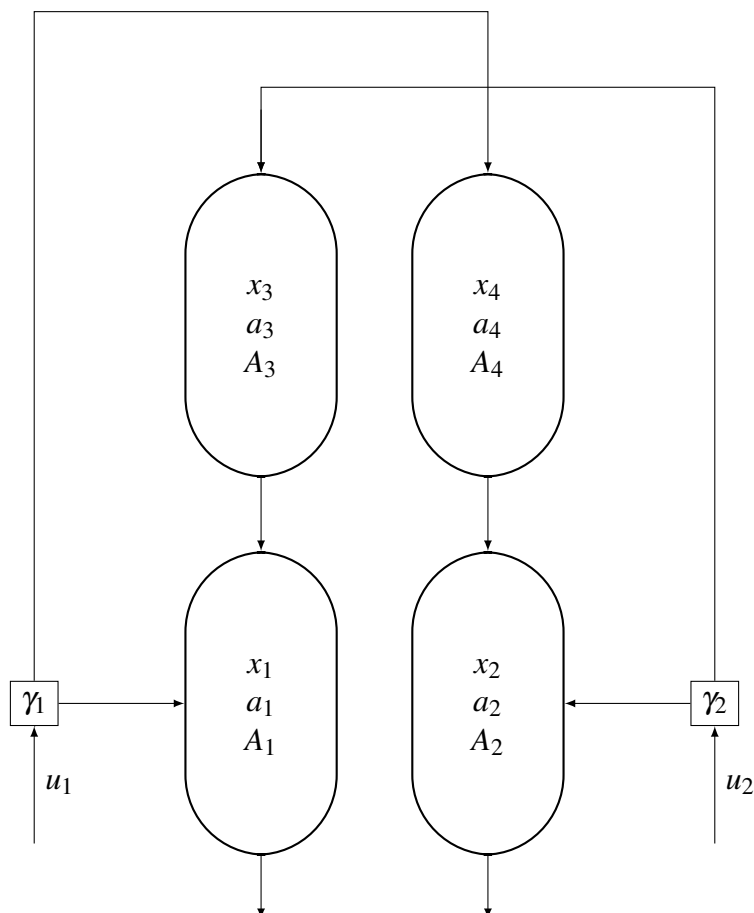 x₃ x₄
a₃ a₄
A₃ A₄
x₁ x₂
γ₁ a₁ a₂ γ₂
A₁ A₂
u₁ u₂